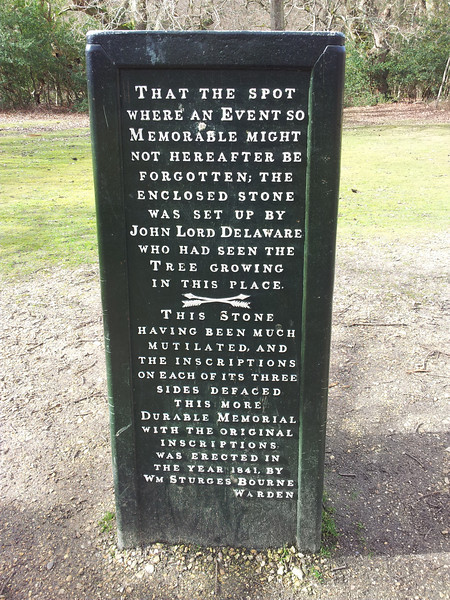 THAT THE SPOT
WHERE AN EVENT SO
MEMORABLE MIGHT
NOT HEREAFTER BE
FORGOTTEN; THE
ENCLOSED STONE
WAS SET UP BY
JOHN LORD DELAWARE
WHO HAD SEEN THE
TREE GROWING
IN THIS PLACE.
THIS STONE
HAVING BEEN MUCH
MUTILATED, AND
THE INSCRIPTIONS
ON EACH OF ITS THREE
SIDES DEFACED
THIS MORE
DURABLE MEMORIAL
WITH THE ORIGINAL
INSCRIPTIONS
WAS ERECTED IN
THE YEAR 1841, BY
WM STURGES BOURNE
WARDEN